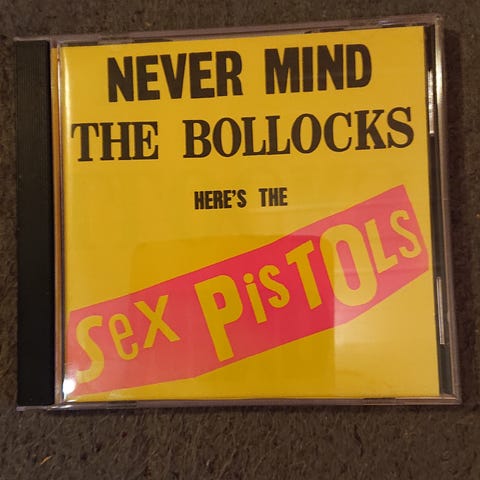 NEVER MIND
THE BOLLOCKS
HERE'S THE
Sex PisTOLS